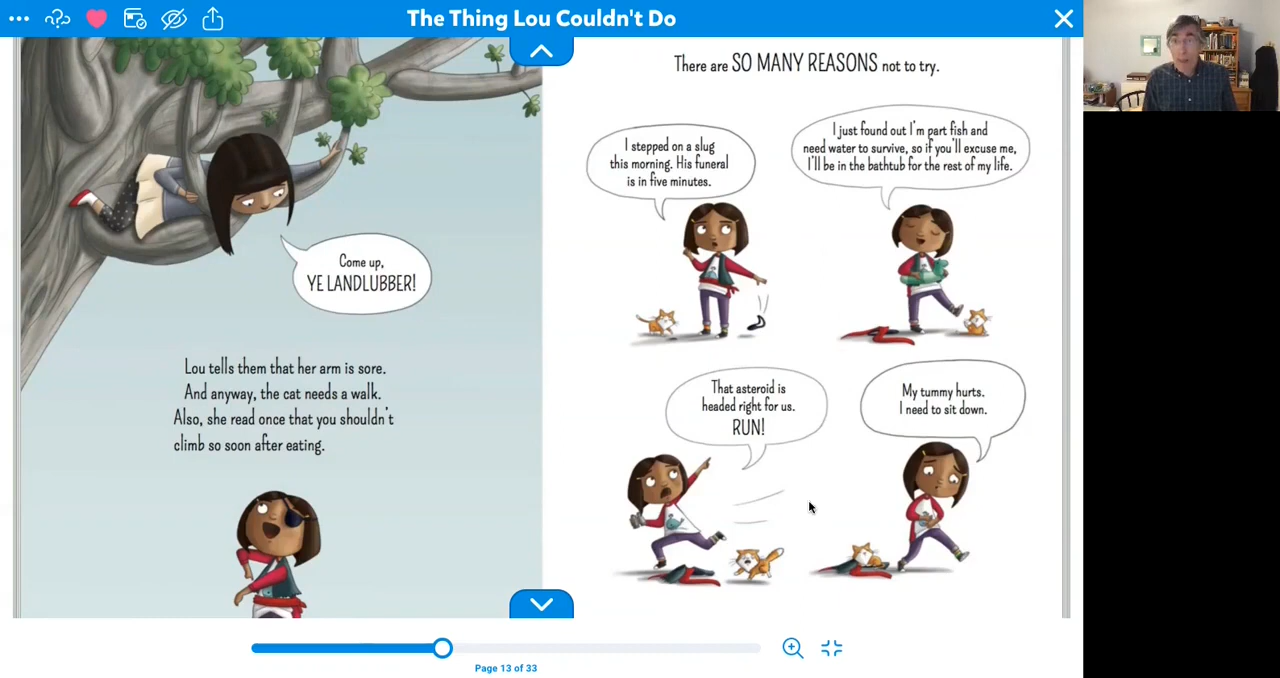 The Thing Lou Couldn't Do
Come up,
YE LANDLUBBER!
Lou tells them that her arm is sore.
And anyway, the cat needs a walk.
Also, she read once that you shouldn't
climb so soon after eating.
There are SO MANY REASONS not to try.
I stepped on a slug
this morning. His funeral
is in five minutes.
I just found out I'm part fish and
need water to survive, so if you'll excuse me,
I'll be in the bathtub for the rest of my life.
That asteroid is
headed right for us.
RUN!
My tummy hurts.
I need to sit down.
Page 13 of 33